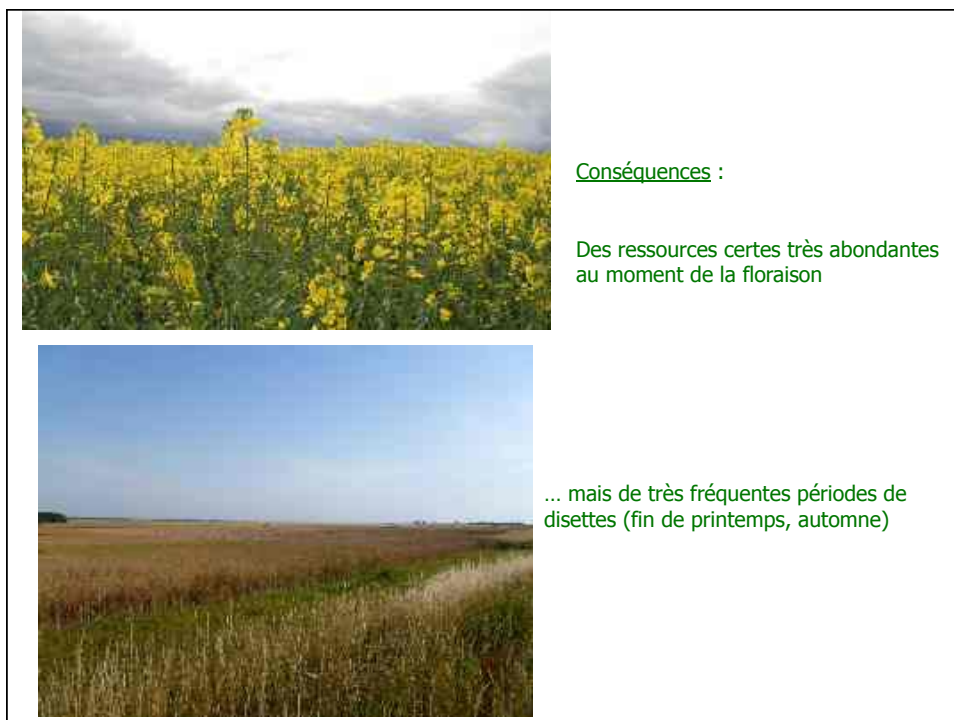 Conséquences :
Des ressources certes très abondantes
au moment de la floraison
… mais de très fréquentes périodes de
disettes (fin de printemps, automne)